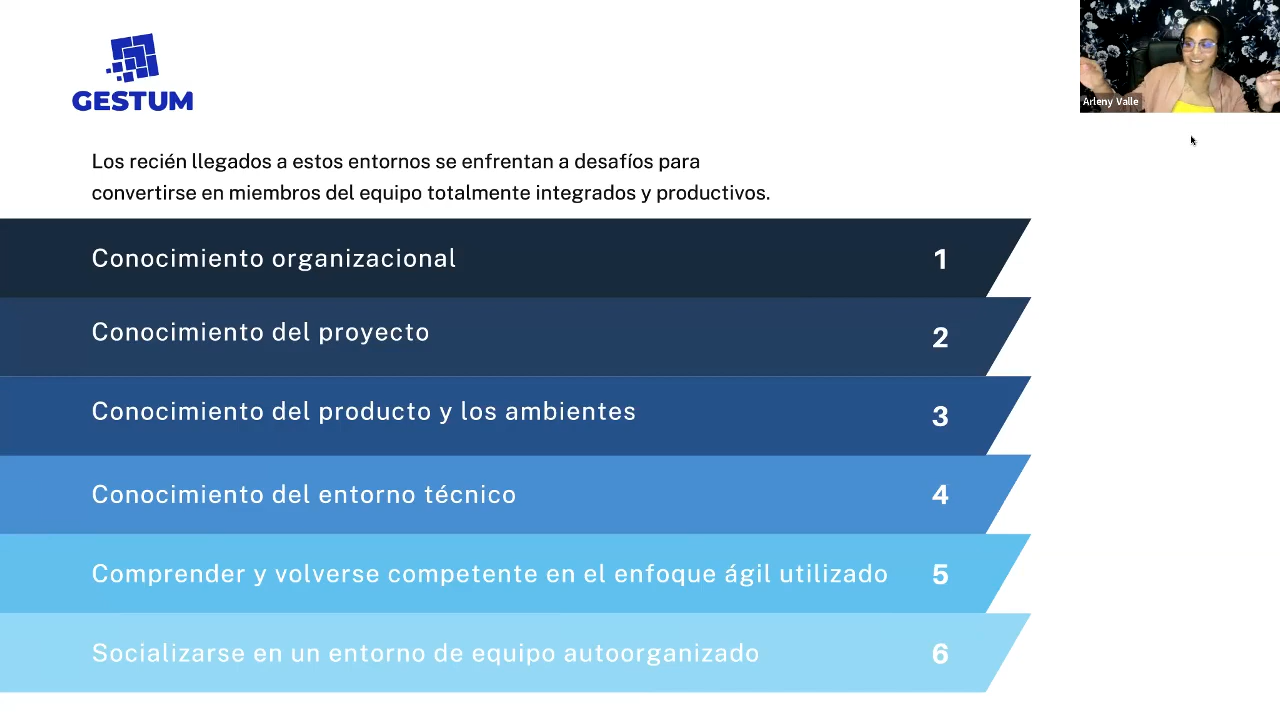 GESTUM
Arleny Valle
Los recién llegados a estos entornos se enfrentan a desafíos para
convertirse en miembros del equipo totalmente integrados y productivos.
Conocimiento organizacional 1
Conocimiento del proyecto 2
Conocimiento del producto y los ambientes 3
Conocimiento del entorno técnico 4
Comprender y volverse competente en el enfoque ágil utilizado 5
Socializarse en un entorno de equipo autoorganizado 6